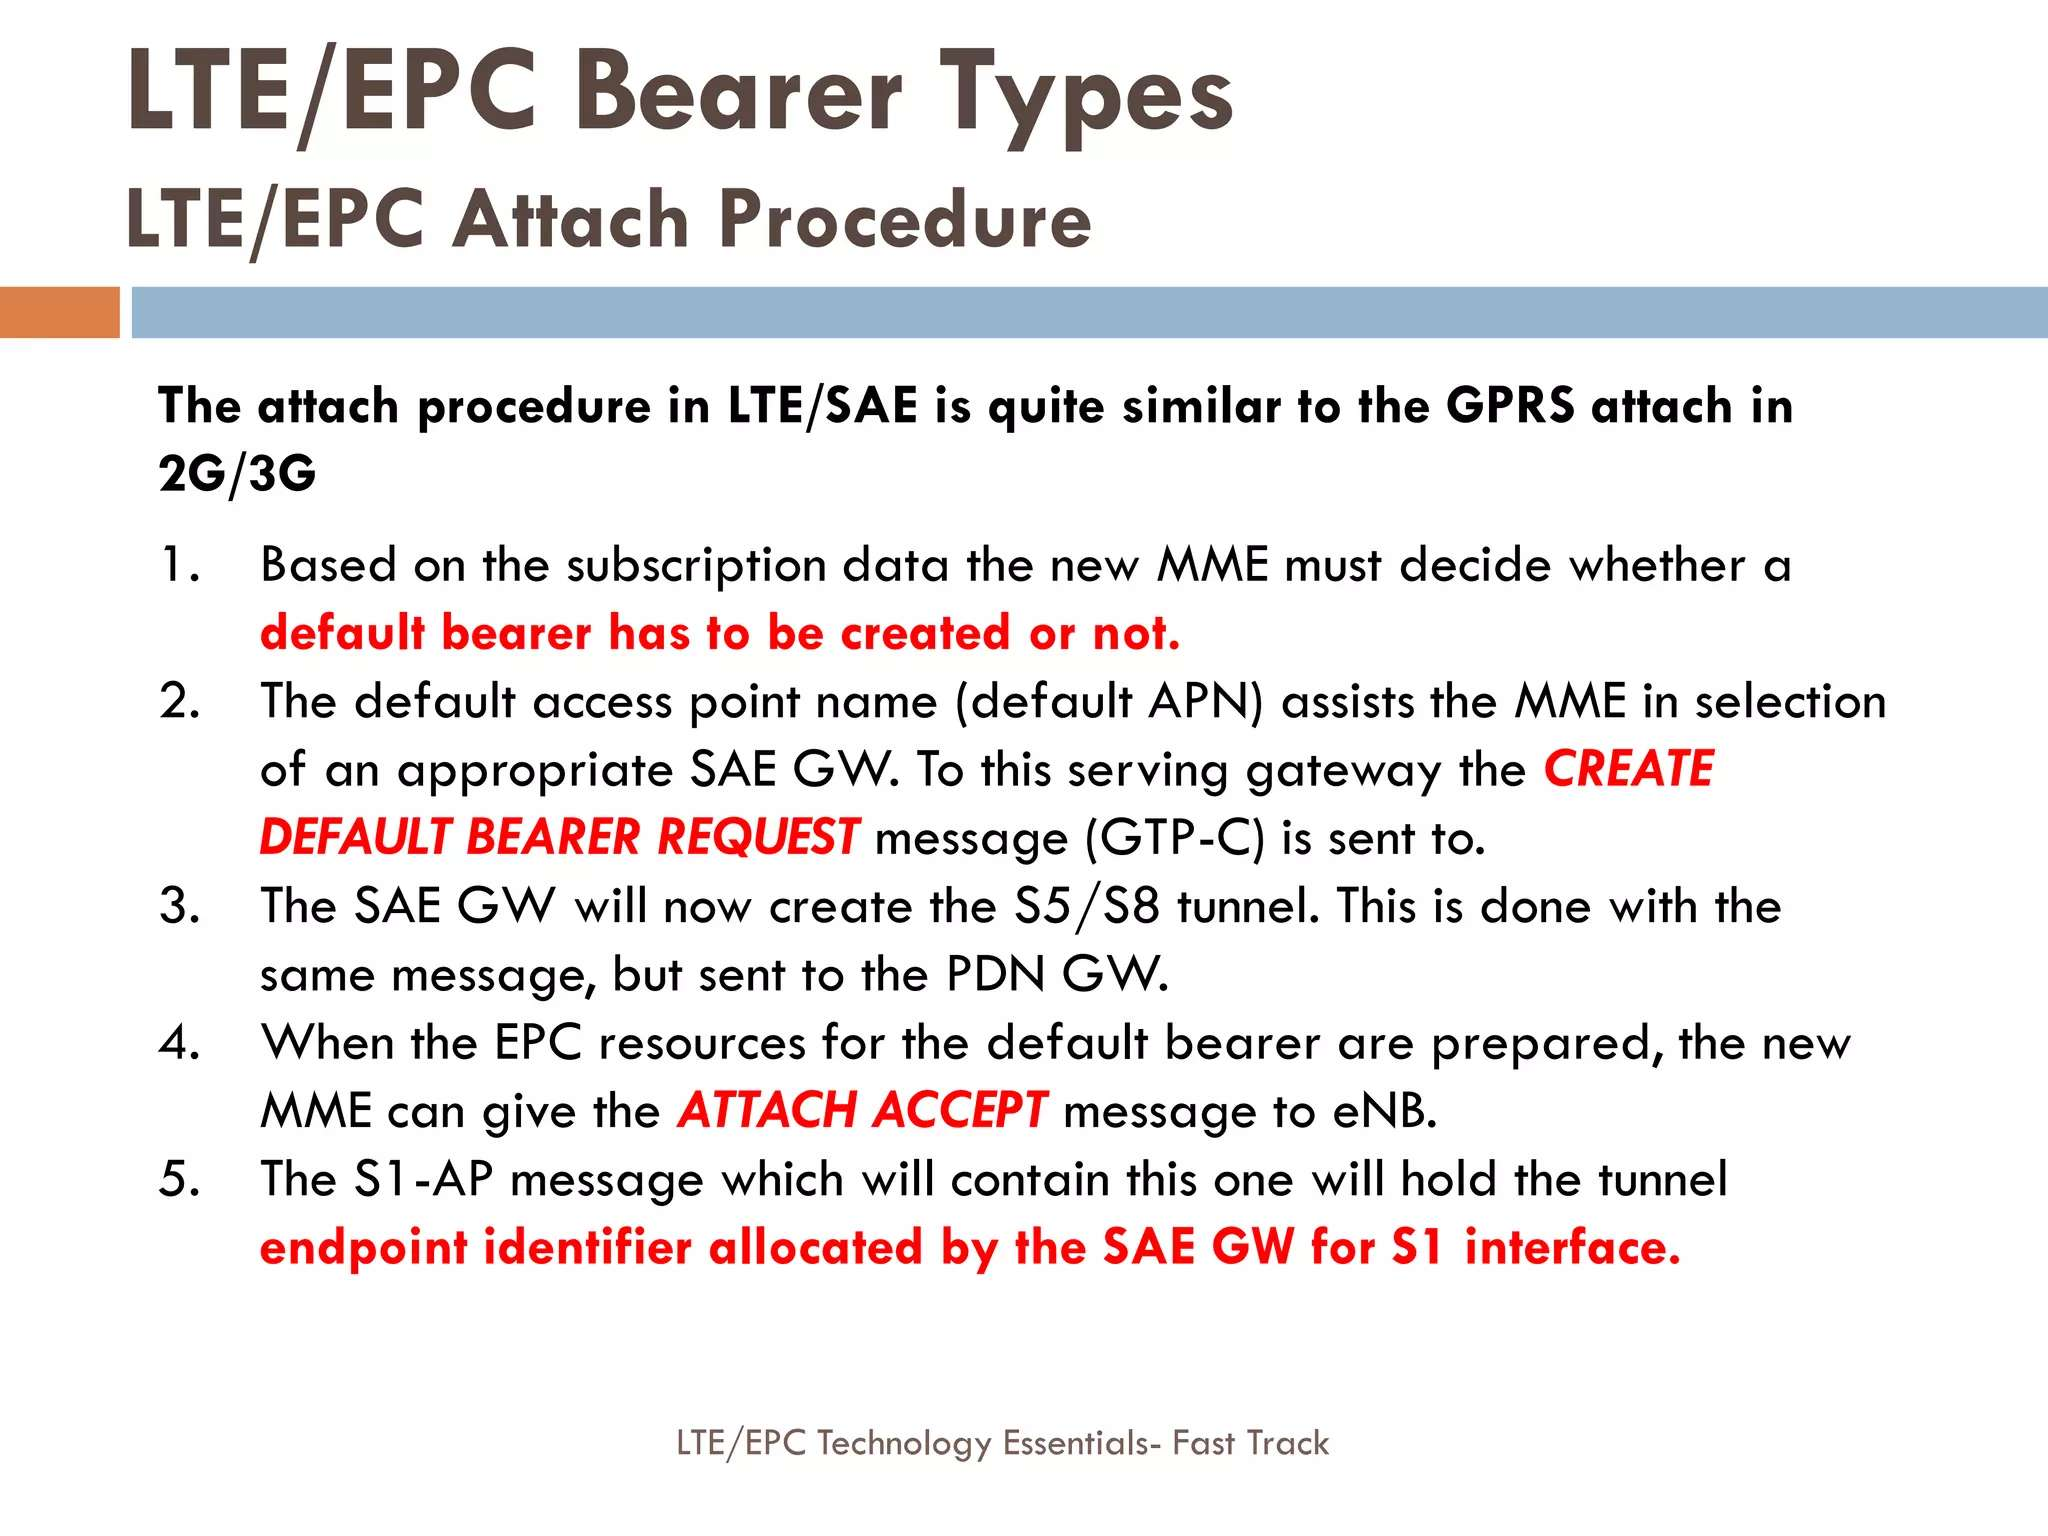 LTE/EPC Bearer Types
LTE/EPC Attach Procedure
The attach procedure in LTE/SAE is quite similar to the GPRS attach in
2G/3G
1. Based on the subscription data the new MME must decide whether a
default bearer has to be created or not.
2. The default access point name (default APN) assists the MME in selection
of an appropriate SAE GW. To this serving gateway the CREATE
DEFAULT BEARER REQUEST message (GTP-C) is sent to.
3. The SAE GW will now create the S5/S8 tunnel. This is done with the
same message, but sent to the PDN GW.
4. When the EPC resources for the default bearer are prepared, the new
MME can give the ATTACH ACCEPT message to eNB.
5. The S1-AP message which will contain this one will hold the tunnel
endpoint identifier allocated by the SAE GW for S1 interface.
LTE/EPC Technology Essentials- Fast Track